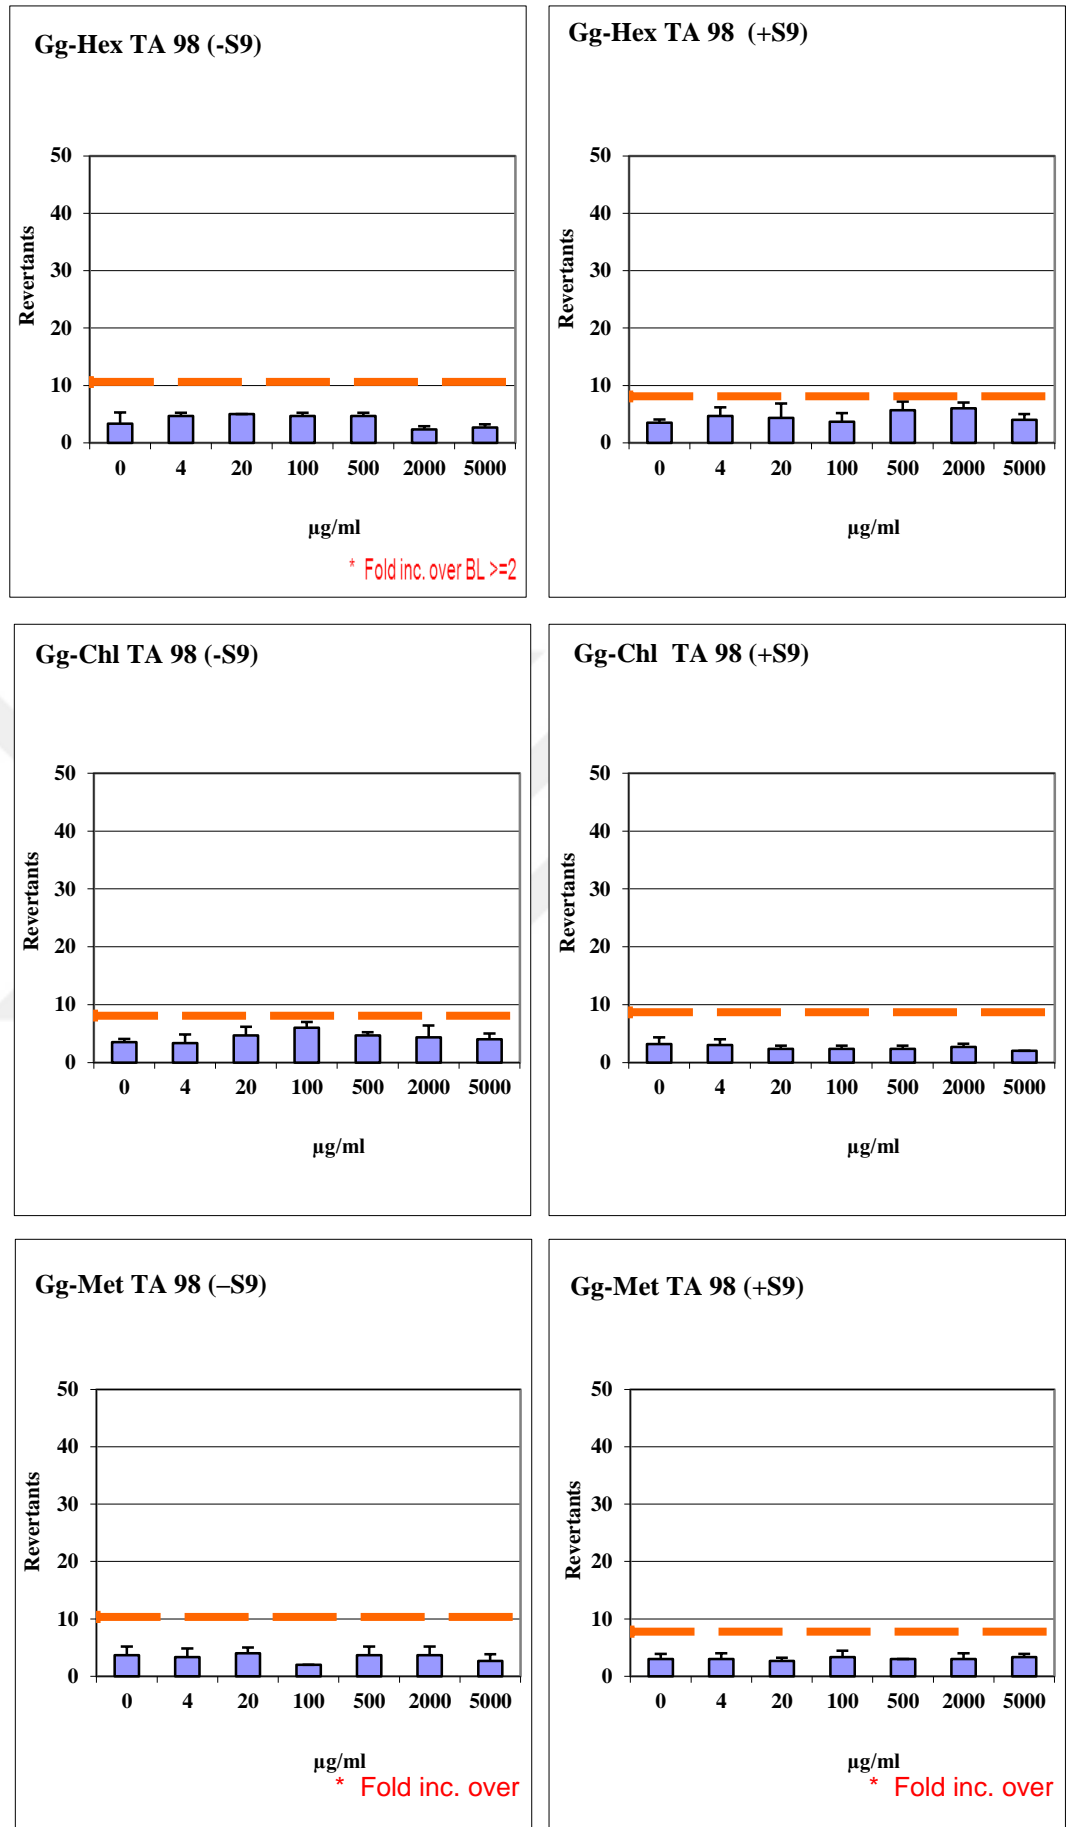 Gg-Hex TA 98 (-S9)
50
40
30
20
10
0
Revertants
0 4 20 100 500 2000 5000
µg/ml
* Fold inc. over BL >=2
Gg-Hex TA 98 (+S9)
50
40
30
20
10
0
Revertants
0 4 20 100 500 2000 5000
µg/ml
Gg-Chl TA 98 (-S9)
50
40
30
20
10
0
Revertants
0 4 20 100 500 2000 5000
µg/ml
Gg-Chl TA 98 (+S9)
50
40
30
20
10
0
Revertants
0 4 20 100 500 2000 5000
µg/ml
Gg-Met TA 98 (–S9)
50
40
30
20
10
0
Revertants
0 4 20 100 500 2000 5000
µg/ml
* Fold inc. over
Gg-Met TA 98 (+S9)
50
40
30
20
10
0
Revertants
0 4 20 100 500 2000 5000
µg/ml
* Fold inc. over